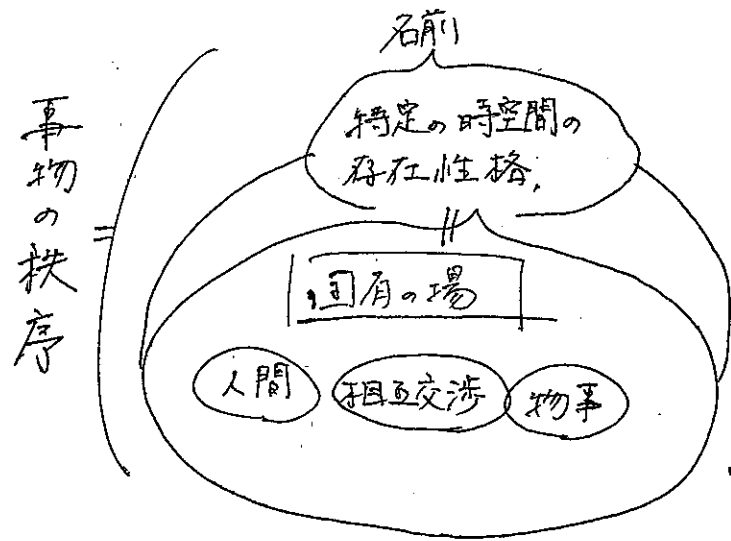 名前
特定の時空間の
存在性格,
||
固有の場
人間 相互交渉 物事
事物の秩序 =